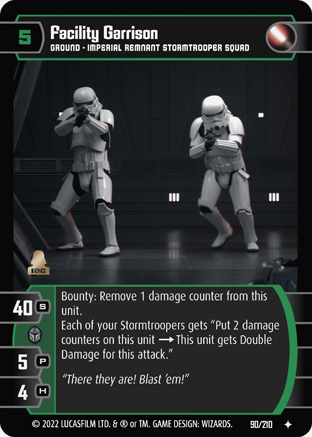 5
Facility Garrison
GROUND - IMPERIAL REMNANT STORMTROOPER SQUAD
40 S
5 P
4 H
Bounty: Remove 1 damage counter from this
unit.
Each of your Stormtroopers gets “Put 2 damage
counters on this unit → This unit gets Double
Damage for this attack.”
“There they are! Blast ’em!”
© 2022 LUCASFILM LTD. & ® or TM. GAME DESIGN: WIZARDS. 90/210